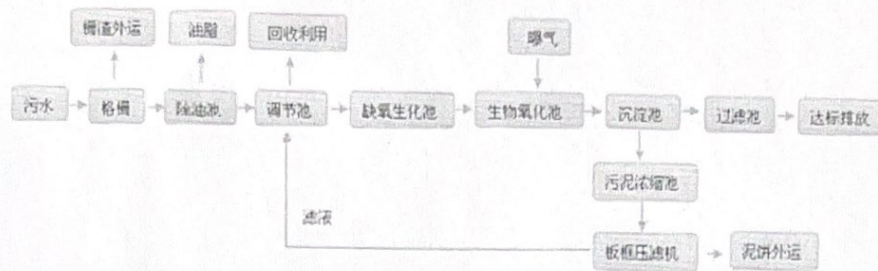 栅渣外运
油脂
回收利用
曝气
污水
格栅
除油池
调节池
缺氧生化池
生物氧化池
沉淀池
过滤池
达标排放
污泥浓缩池
滤液
板框压滤机
泥饼外运